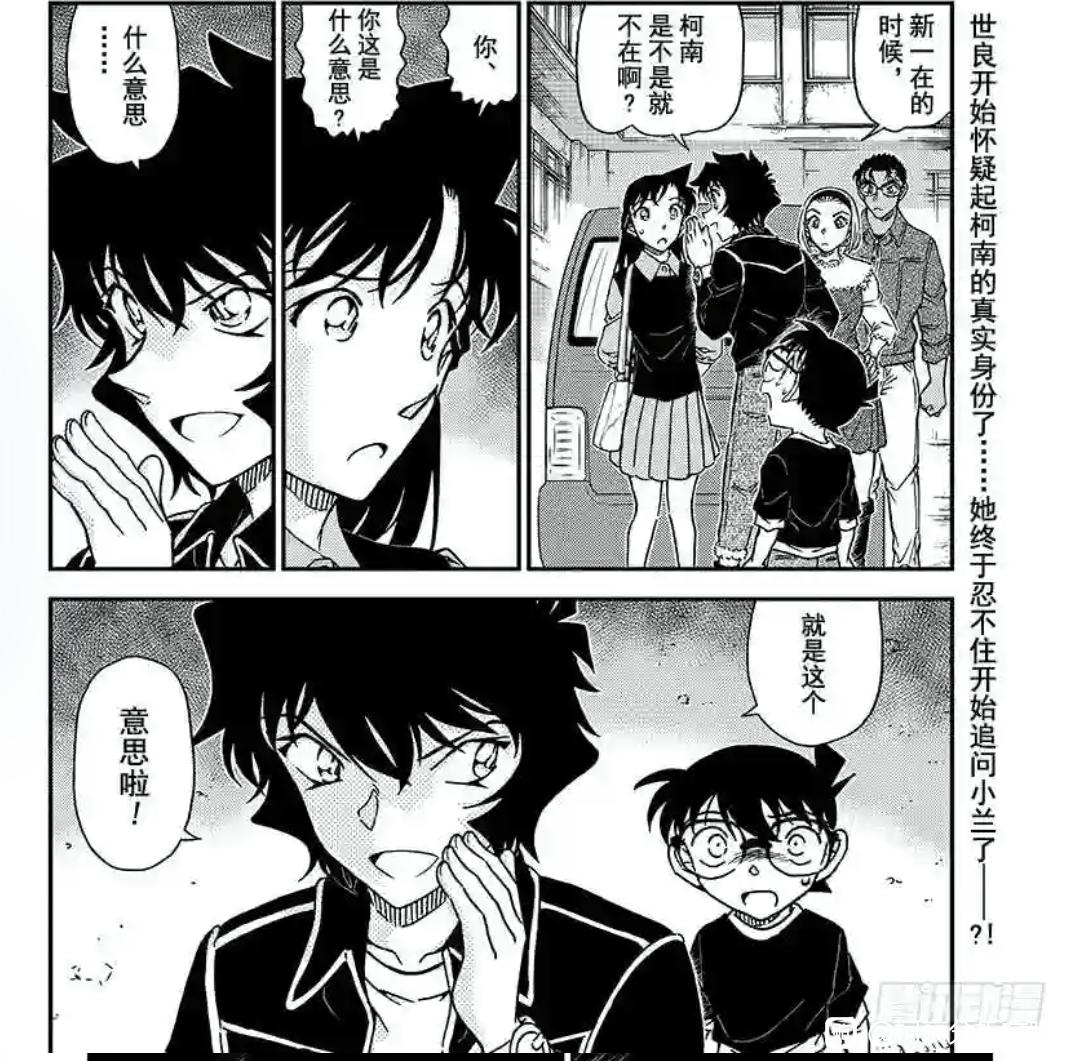 世良开始怀疑起柯南的真实身份了……她终于忍不住开始追问小兰了——?!
新一在的
时候，
柯南
是不是就
不在啊？
你、
你这是
什么意思？
什么意思
……
就是这个
意思啦！